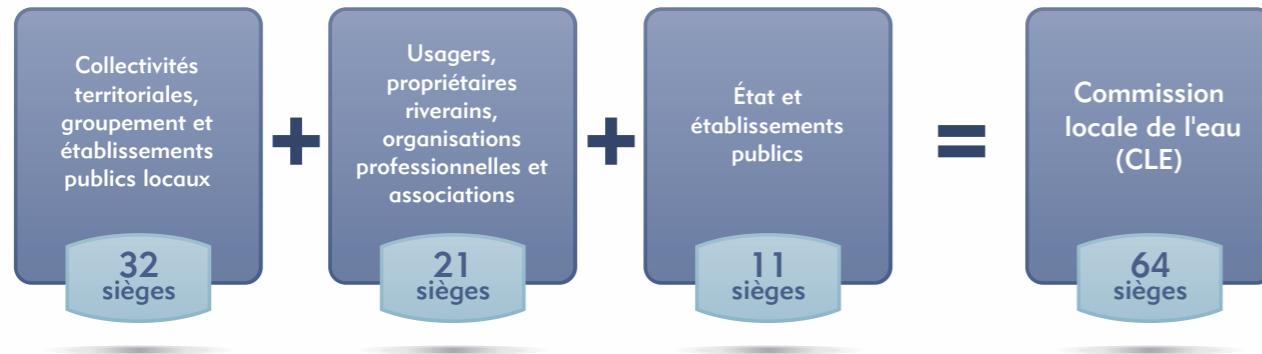 Collectivités
territoriales,
groupement et
établissements
publics locaux
32
sièges
+
Usagers,
propriétaires
riverains,
organisations
professionnelles et
associations
21
sièges
+
État et
établissements
publics
11
sièges
=
Commission
locale de l'eau
(CLE)
64
sièges